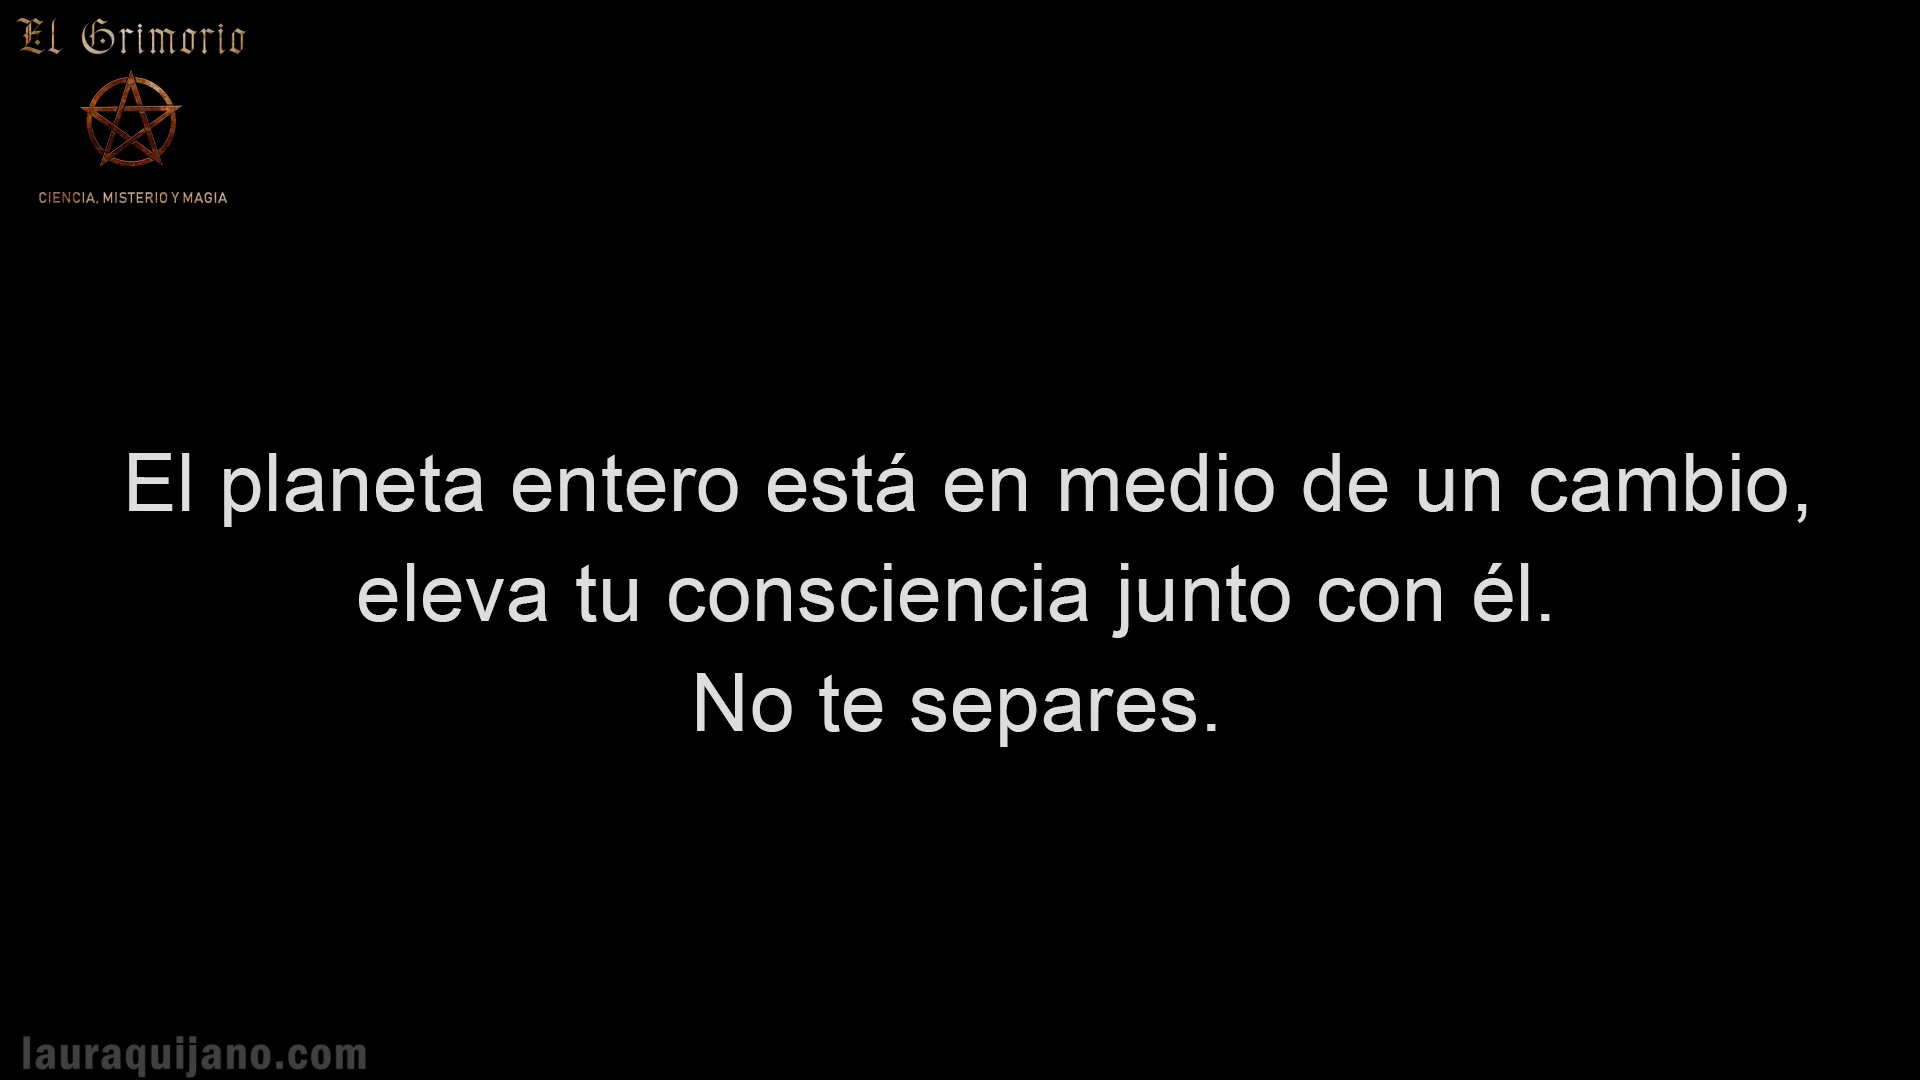 El Grimorio
CIENCIA, MISTERIO Y MAGIA
El planeta entero está en medio de un cambio,
eleva tu consciencia junto con él.
No te separes.
lauraquijano.com